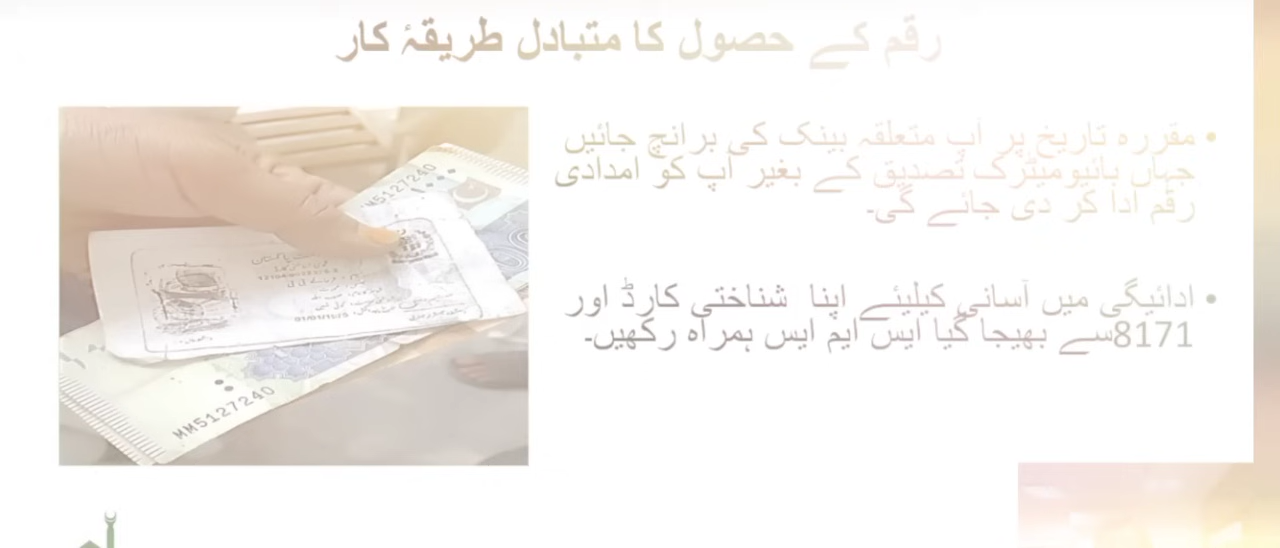 رقم کے حصول کا متبادل طریقۂ کار
• مقررہ تاریخ پر آپ متعلقہ بینک کی برانچ جائیں
جہاں بائیومیٹرک تصدیق کے بغیر آپ کو امدادی
رقم ادا کر دی جائے گی۔
• ادائیگی میں آسانی کیلیئے اپنا شناختی کارڈ اور
8171سے بھیجا گیا ایس ایم ایس ہمراہ رکھیں۔
MM5127240